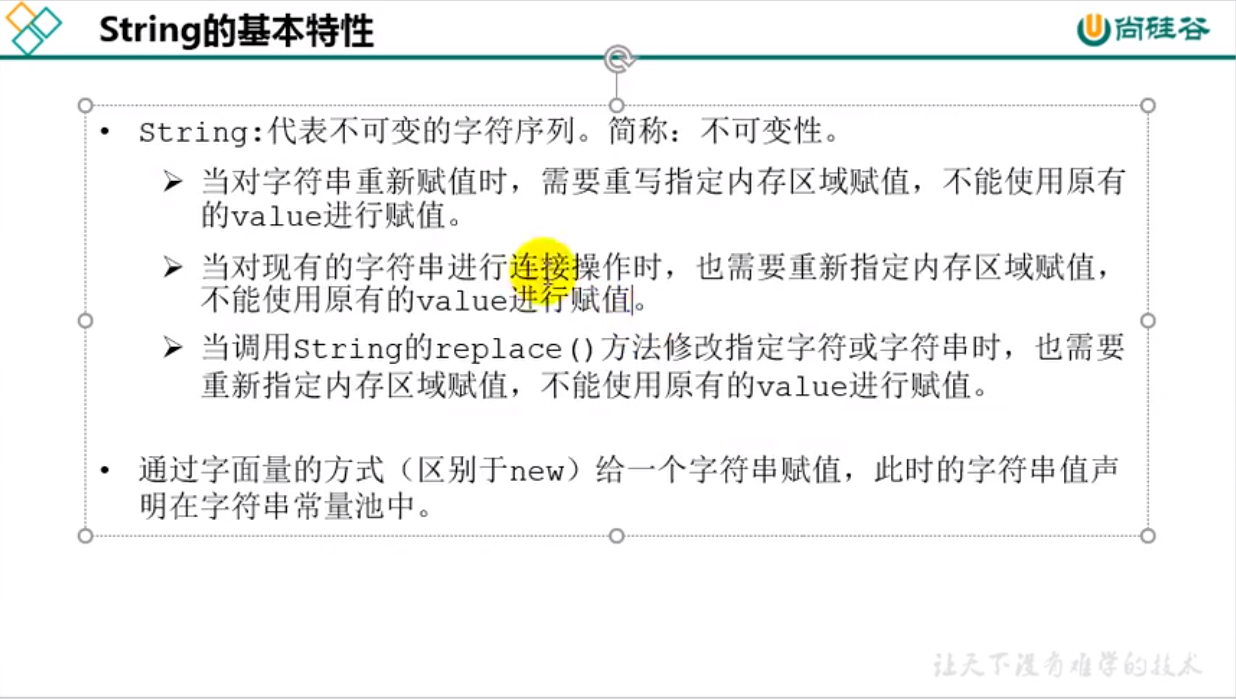 String的基本特性
尚硅谷
• String:代表不可变的字符序列。简称：不可变性。
➢ 当对字符串重新赋值时，需要重写指定内存区域赋值，不能使用原有
的value进行赋值。
➢ 当对现有的字符串进行连接操作时，也需要重新指定内存区域赋值，
不能使用原有的value进行赋值。
➢ 当调用String的replace()方法修改指定字符或字符串时，也需要
重新指定内存区域赋值，不能使用原有的value进行赋值。
• 通过字面量的方式（区别于new）给一个字符串赋值，此时的字符串值声
明在字符串常量池中。
让天下没有难学的技术